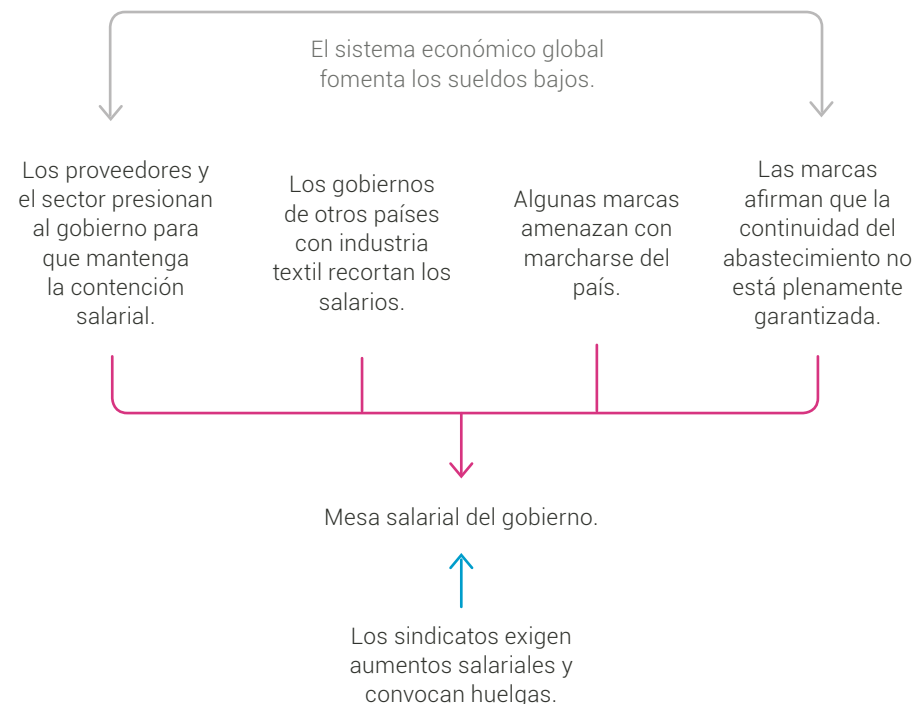 El sistema económico global
fomenta los sueldos bajos.
Los proveedores y
el sector presionan
al gobierno para
que mantenga
la contención
salarial.
Los gobiernos
de otros países
con industria
textil recortan los
salarios.
Algunas marcas
amenazan con
marcharse del
país.
Las marcas
afirman que la
continuidad del
abastecimiento no
está plenamente
garantizada.
Mesa salarial del gobierno.
Los sindicatos exigen
aumentos salariales y
convocan huelgas.